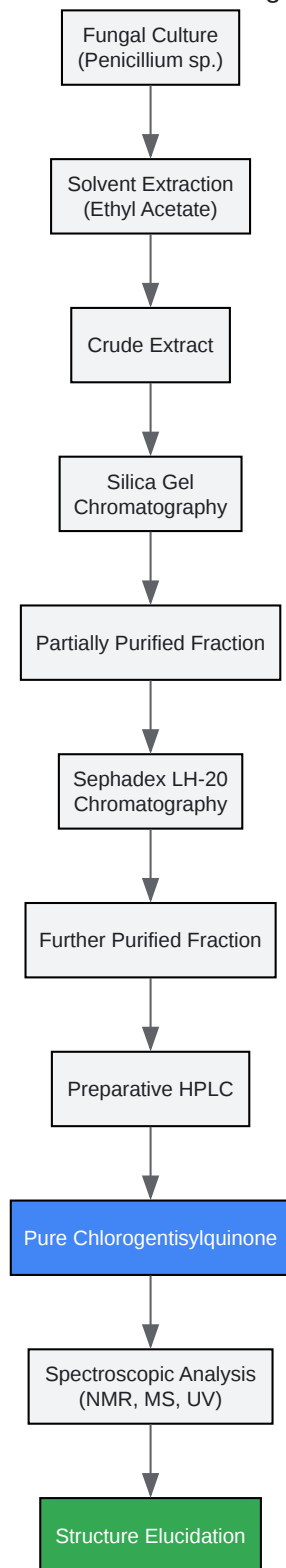 Fungal Culture
(Penicillium sp.)
Solvent Extraction
(Ethyl Acetate)
Crude Extract
Silica Gel
Chromatography
Partially Purified Fraction
Sephadex LH-20
Chromatography
Further Purified Fraction
Preparative HPLC
Pure Chlorogentisylquinone
Spectroscopic Analysis
(NMR, MS, UV)
Structure Elucidation